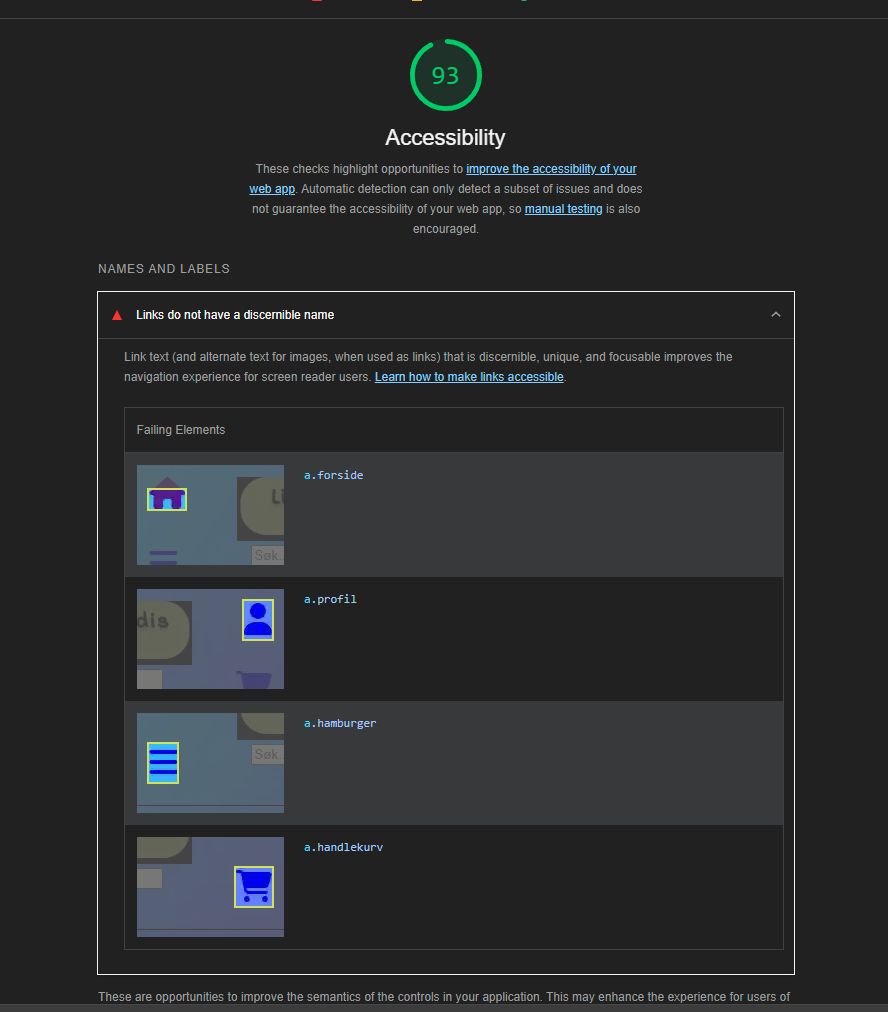 93
Accessibility
These checks highlight opportunities to improve the accessibility of your
web app. Automatic detection can only detect a subset of issues and does
not guarantee the accessibility of your web app, so manual testing is also
encouraged.
NAMES AND LABELS
Links do not have a discernible name
Link text (and alternate text for images, when used as links) that is discernible, unique, and focusable improves the
navigation experience for screen reader users. Learn how to make links accessible.
Failing Elements
a.forside
Søk.
a.profil
dis
a.hamburger
Søk.
a.handlekurv
These are opportunities to improve the semantics of the controls in your application. This may enhance the experience for users of